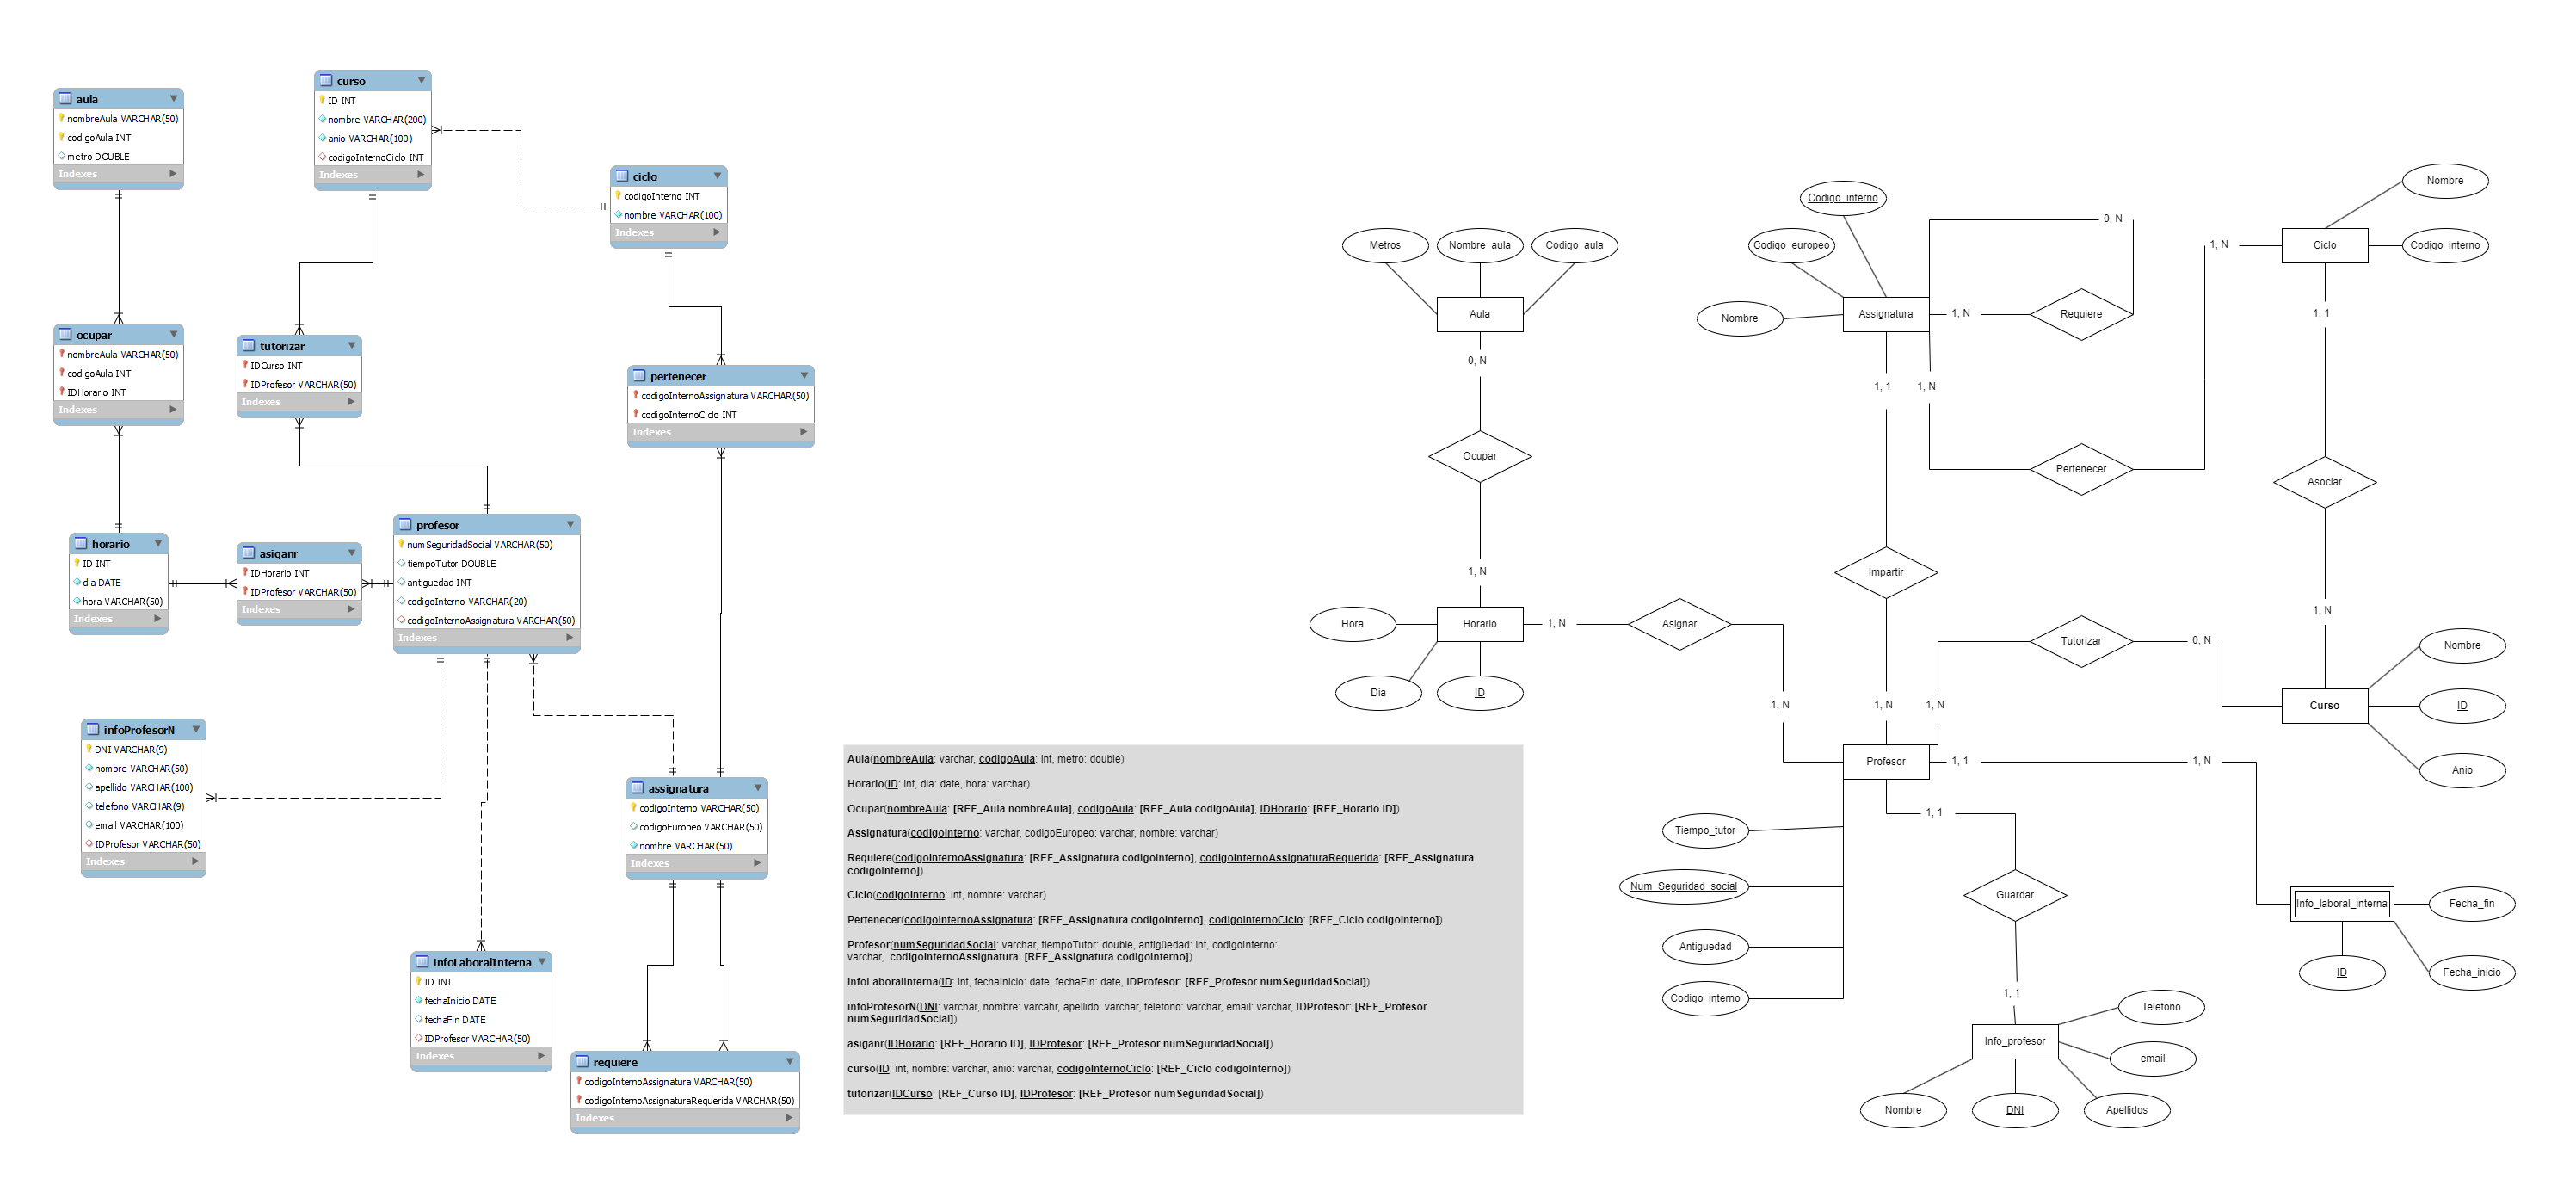 aula
nombreAula VARCHAR(50)
codigoAula INT
metro DOUBLE
Indexes
curso
ID INT
nombre VARCHAR(200)
anio VARCHAR(100)
codigoInternoCiclo INT
Indexes
ciclo
codigoInterno INT
nombre VARCHAR(100)
Indexes
ocupar
nombreAula VARCHAR(50)
codigoAula INT
IDHorario INT
Indexes
tutorizar
IDCurso INT
IDProfesor VARCHAR(50)
Indexes
pertenecer
codigoInternoAssignatura VARCHAR(50)
codigoInternoCiclo INT
Indexes
horario
ID INT
dia DATE
hora VARCHAR(50)
Indexes
asiganr
IDHorario INT
IDProfesor VARCHAR(50)
Indexes
profesor
numSeguridadSocial VARCHAR(50)
tiempoTutor DOUBLE
antiguedad INT
codigoInterno VARCHAR(20)
codigoInternoAssignatura VARCHAR(50)
Indexes
infoProfesorN
DNI VARCHAR(9)
nombre VARCHAR(50)
apellido VARCHAR(100)
telefono VARCHAR(9)
email VARCHAR(100)
IDProfesor VARCHAR(50)
Indexes
assignatura
codigoInterno VARCHAR(50)
codigoEuropeo VARCHAR(50)
nombre VARCHAR(50)
Indexes
infoLaboralInterna
ID INT
fechaInicio DATE
fechaFin DATE
IDProfesor VARCHAR(50)
Indexes
requiere
codigoInternoAssignatura VARCHAR(50)
codigoInternoAssignaturaRequerida VARCHAR(50)
Indexes
Aula(nombreAula: varchar, codigoAula: int, metro: double)
Horario(ID: int, dia: date, hora: varchar)
Ocupar(nombreAula: [REF_Aula nombreAula], codigoAula: [REF_Aula codigoAula], IDHorario: [REF_Horario ID])
Assignatura(codigoInterno: varchar, codigoEuropeo: varchar, nombre: varchar)
Requiere(codigoInternoAssignatura: [REF_Assignatura codigoInterno], codigoInternoAssignaturaRequerida: [REF_Assignatura
codigoInterno])
Ciclo(codigoInterno: int, nombre: varchar)
Pertenecer(codigoInternoAssignatura: [REF_Assignatura codigoInterno], codigoInternoCiclo: [REF_Ciclo codigoInterno])
Profesor(numSeguridadSocial: varchar, tiempoTutor: double, antigüedad: int, codigoInterno:
varchar, codigoInternoAssignatura: [REF_Assignatura codigoInterno])
infoLaboralInterna(ID: int, fechaInicio: date, fechaFin: date, IDProfesor: [REF_Profesor numSeguridadSocial])
infoProfesorN(DNI: varchar, nombre: varcahr, apellido: varchar, telefono: varchar, email: varchar, IDProfesor: [REF_Profesor
numSeguridadSocial])
asiganr(IDHorario: [REF_Horario ID], IDProfesor: [REF_Profesor numSeguridadSocial])
curso(ID: int, nombre: varchar, anio: varchar, codigoInternoCiclo: [REF_Ciclo codigoInterno])
tutorizar(IDCurso: [REF_Curso ID], IDProfesor: [REF_Profesor numSeguridadSocial])
Metros
Nombre_aula
Codigo_aula
Aula
0, N
Ocupar
1, N
Hora
Horario
1, N
Asignar
1, N
Dia
ID
Codigo_interno
Codigo_europeo
Nombre
Assignatura
1, N
Requiere
0, N
1, 1
1, N
Pertenecer
1, N
Nombre
Ciclo
Codigo_interno
1, 1
Asociar
1, N
Impartir
1, N
1, N
Tutorizar
0, N
Nombre
Curso
ID
Anio
Profesor
1, 1
1, N
1, 1
Tiempo_tutor
Num_Seguridad_social
Antiguedad
Codigo_interno
Guardar
1, 1
Info_laboral_interna
Fecha_fin
ID
Fecha_inicio
Telefono
Info_profesor
email
Nombre
DNI
Apellidos